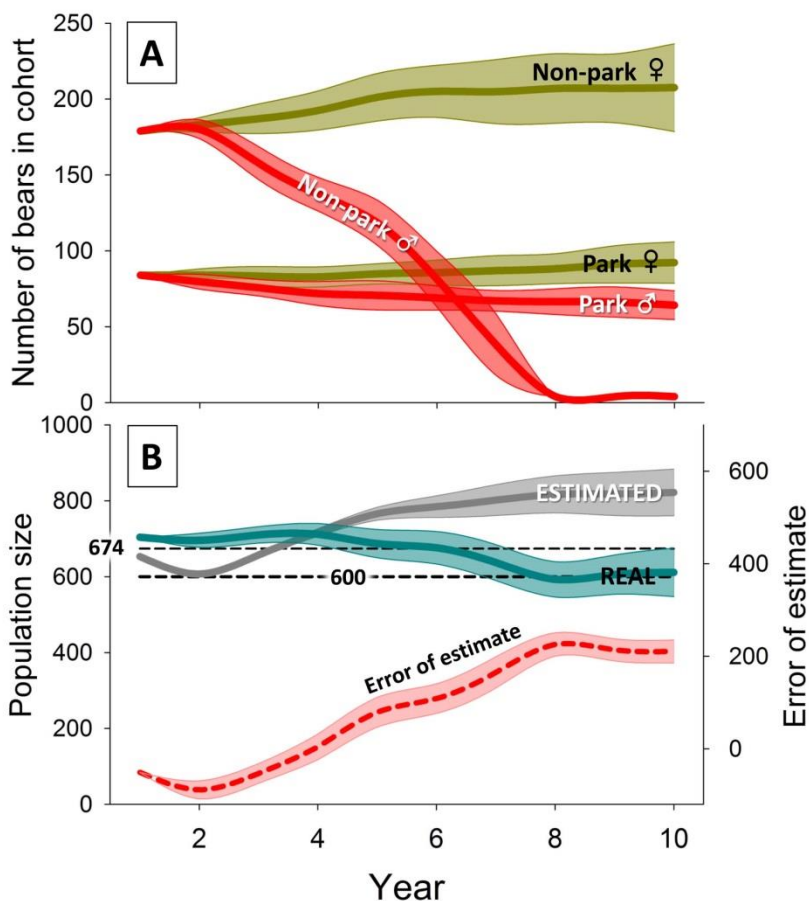 A
Number of bears in cohort
250
200
150
100
50
0
Non-park ♀
Non-park ♂
Park ♀
Park ♂
B
Population size
1000
800
674
600
400
200
0
ESTIMATED
600
REAL
Error of estimate
600
400
200
0
Error of estimate
2 4 6 8 10
Year